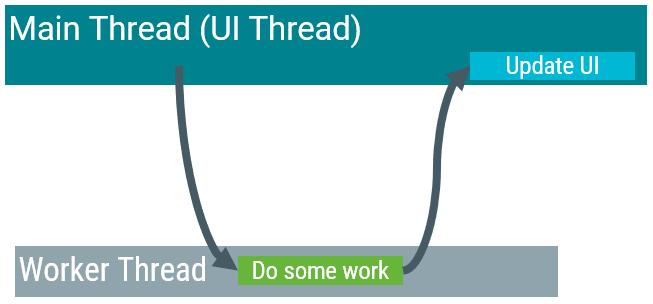 Main Thread (UI Thread)
Update UI
Worker Thread
Do some work